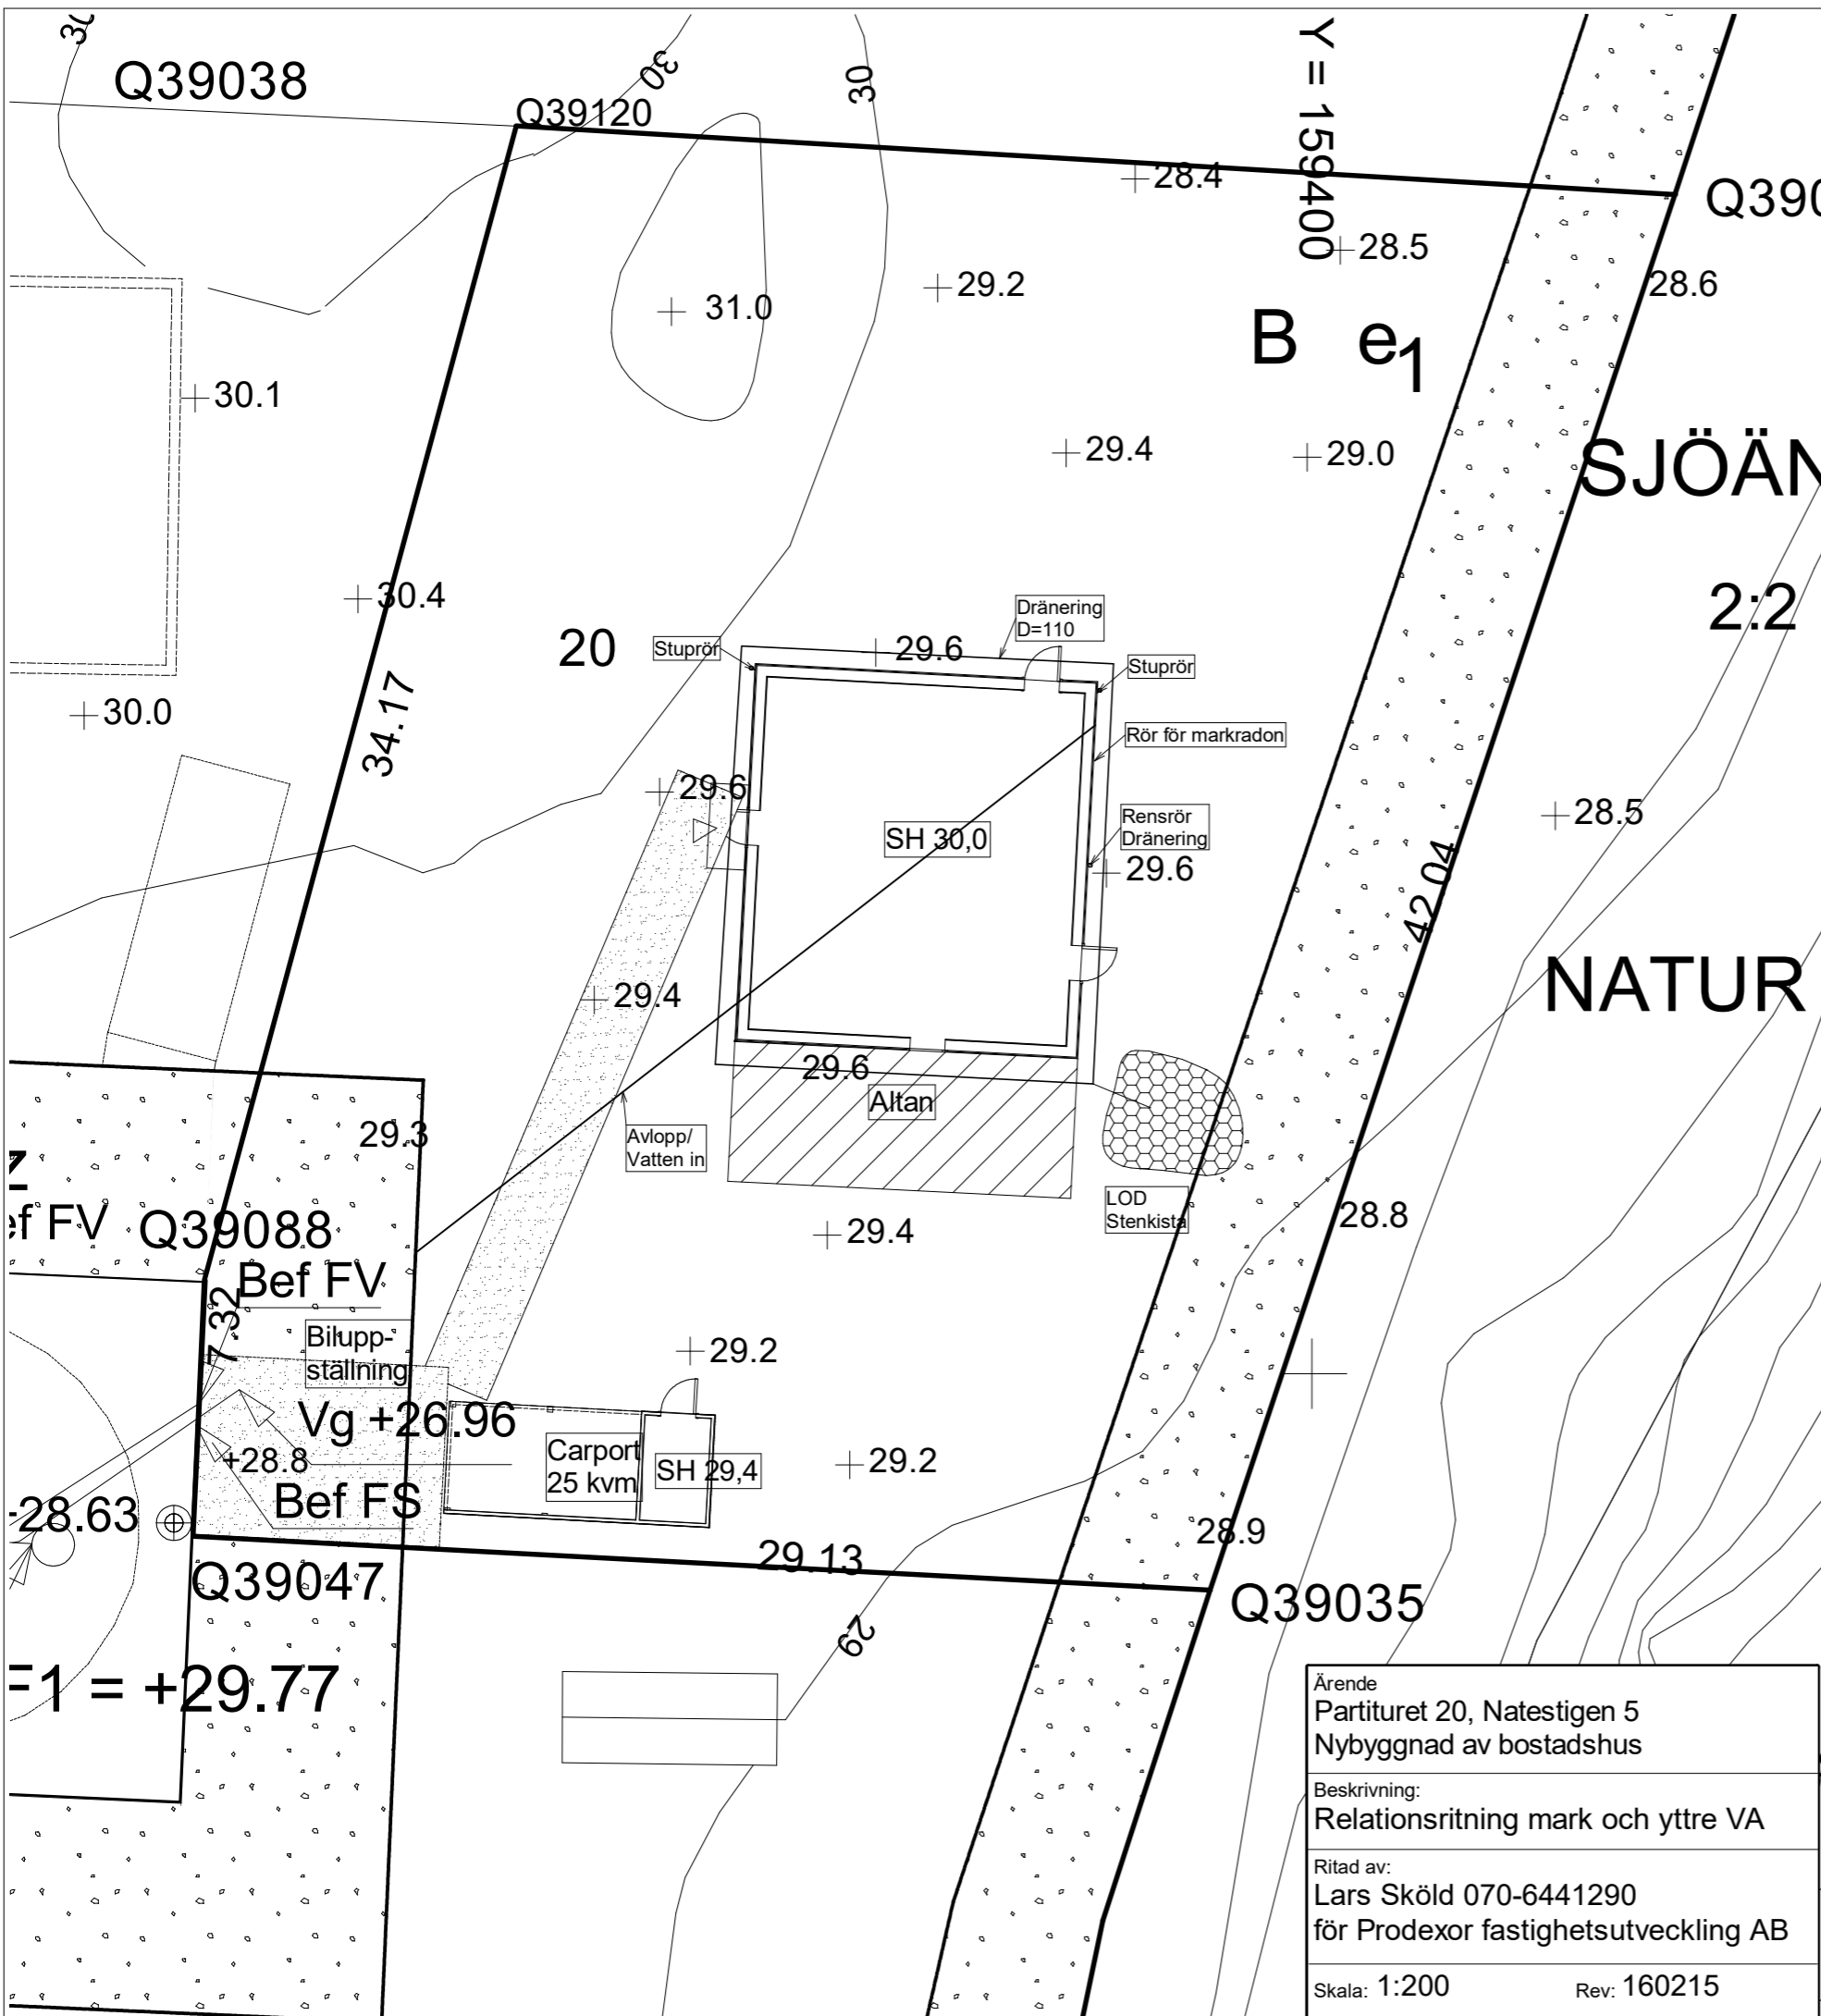 30
Q39038
Q39120
30
30
Y = 159400
28.4
28.5
28.6
29.2
31.0
B e1
30.1
29.4
29.0
30.4
20
30.0
34.17
2:2
Dränering
D=110
Stuprör
29.6
Stuprör
Rör för markradon
29.6
SH 30,0
Rensrör
Dränering
29.6
28.5
42.04
NATUR
29.4
29.6
Altan
29.3
Avlopp/
Vatten in
LOD
Stenkista
28.8
29.4
z
FV
Q39088
Bef FV
7.32
Bilupp-
ställning
29.2
Vg +26.96
+28.8
Carport
25 kvm
SH 29,4
29.2
Bef FS
28.63
28.9
29.13
Q39047
Q39035
29
F1 = +29.77
Ärende
Partituret 20, Natestigen 5
Nybyggnad av bostadshus
Beskrivning:
Relationsritning mark och yttre VA
Ritad av:
Lars Sköld 070-6441290
för Prodexor fastighetsutveckling AB
Skala: 1:200 Rev: 160215